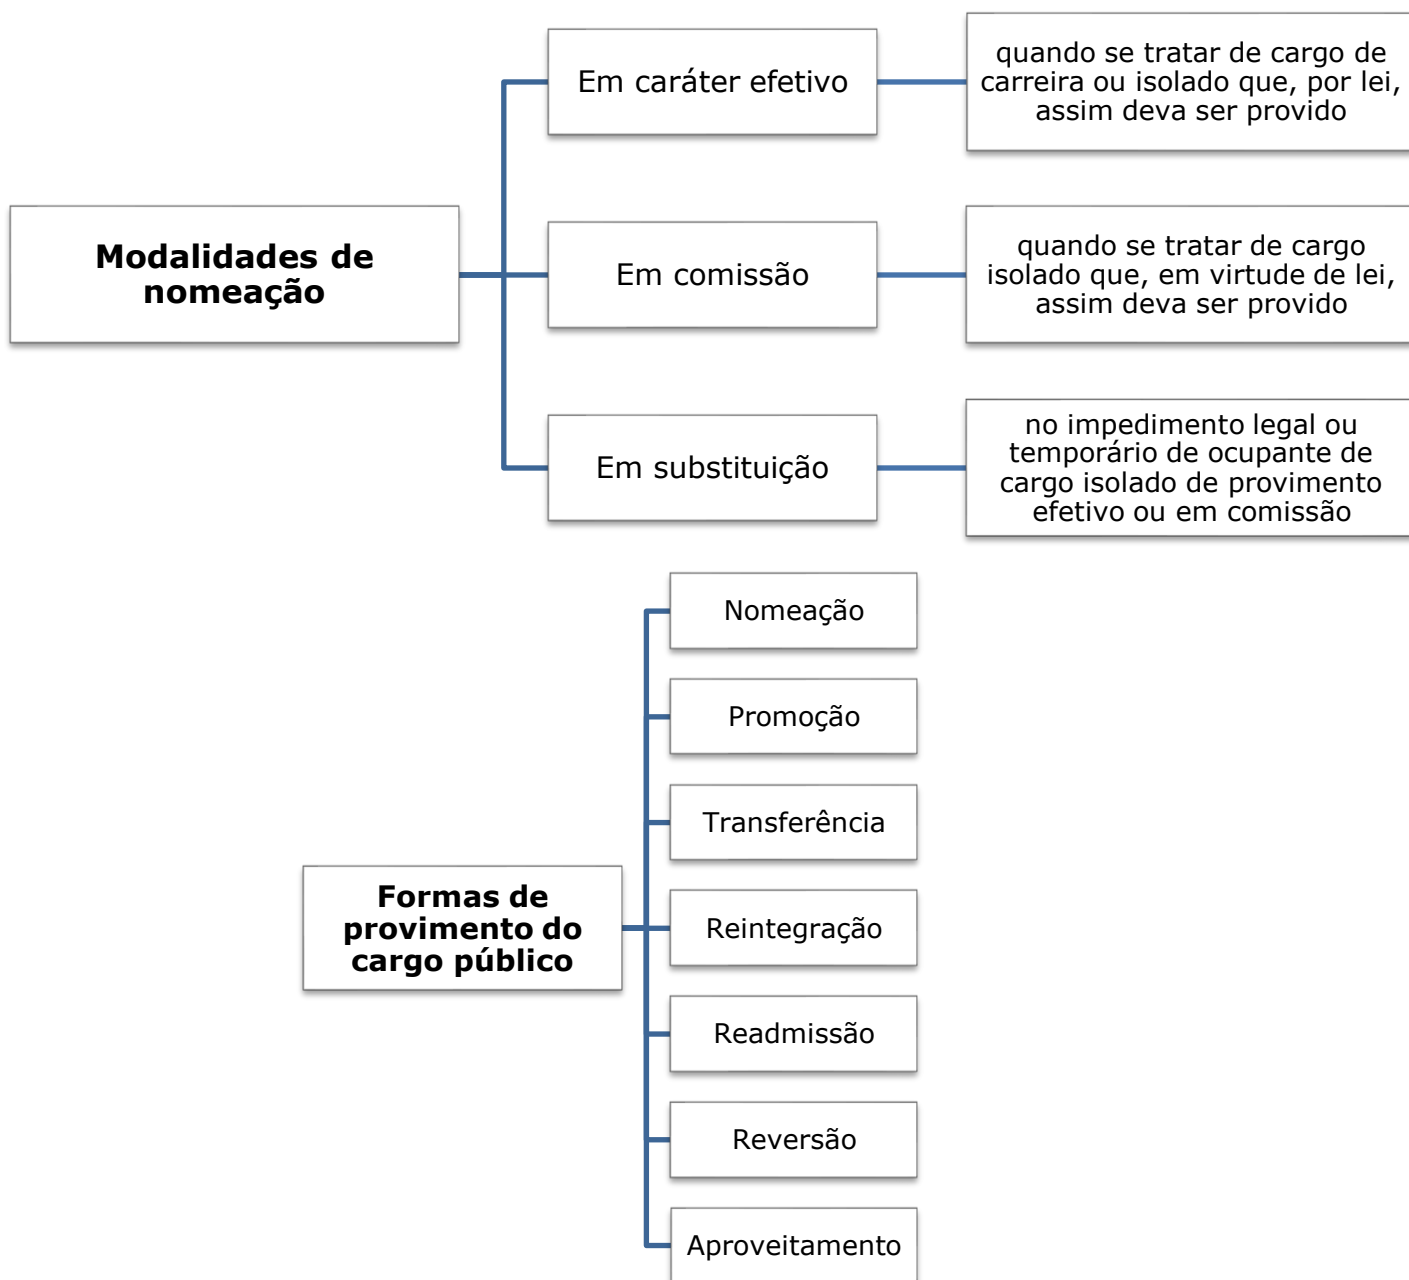 Modalidades de
nomeação
Em caráter efetivo
quando se tratar de cargo de
carreira ou isolado que, por lei,
assim deva ser provido
Em comissão
quando se tratar de cargo
isolado que, em virtude de lei,
assim deva ser provido
Em substituição
no impedimento legal ou
temporário de ocupante de
cargo isolado de provimento
efetivo ou em comissão
Formas de
provimento do
cargo público
Nomeação
Promoção
Transferência
Reintegração
Readmissão
Reversão
Aproveitamento